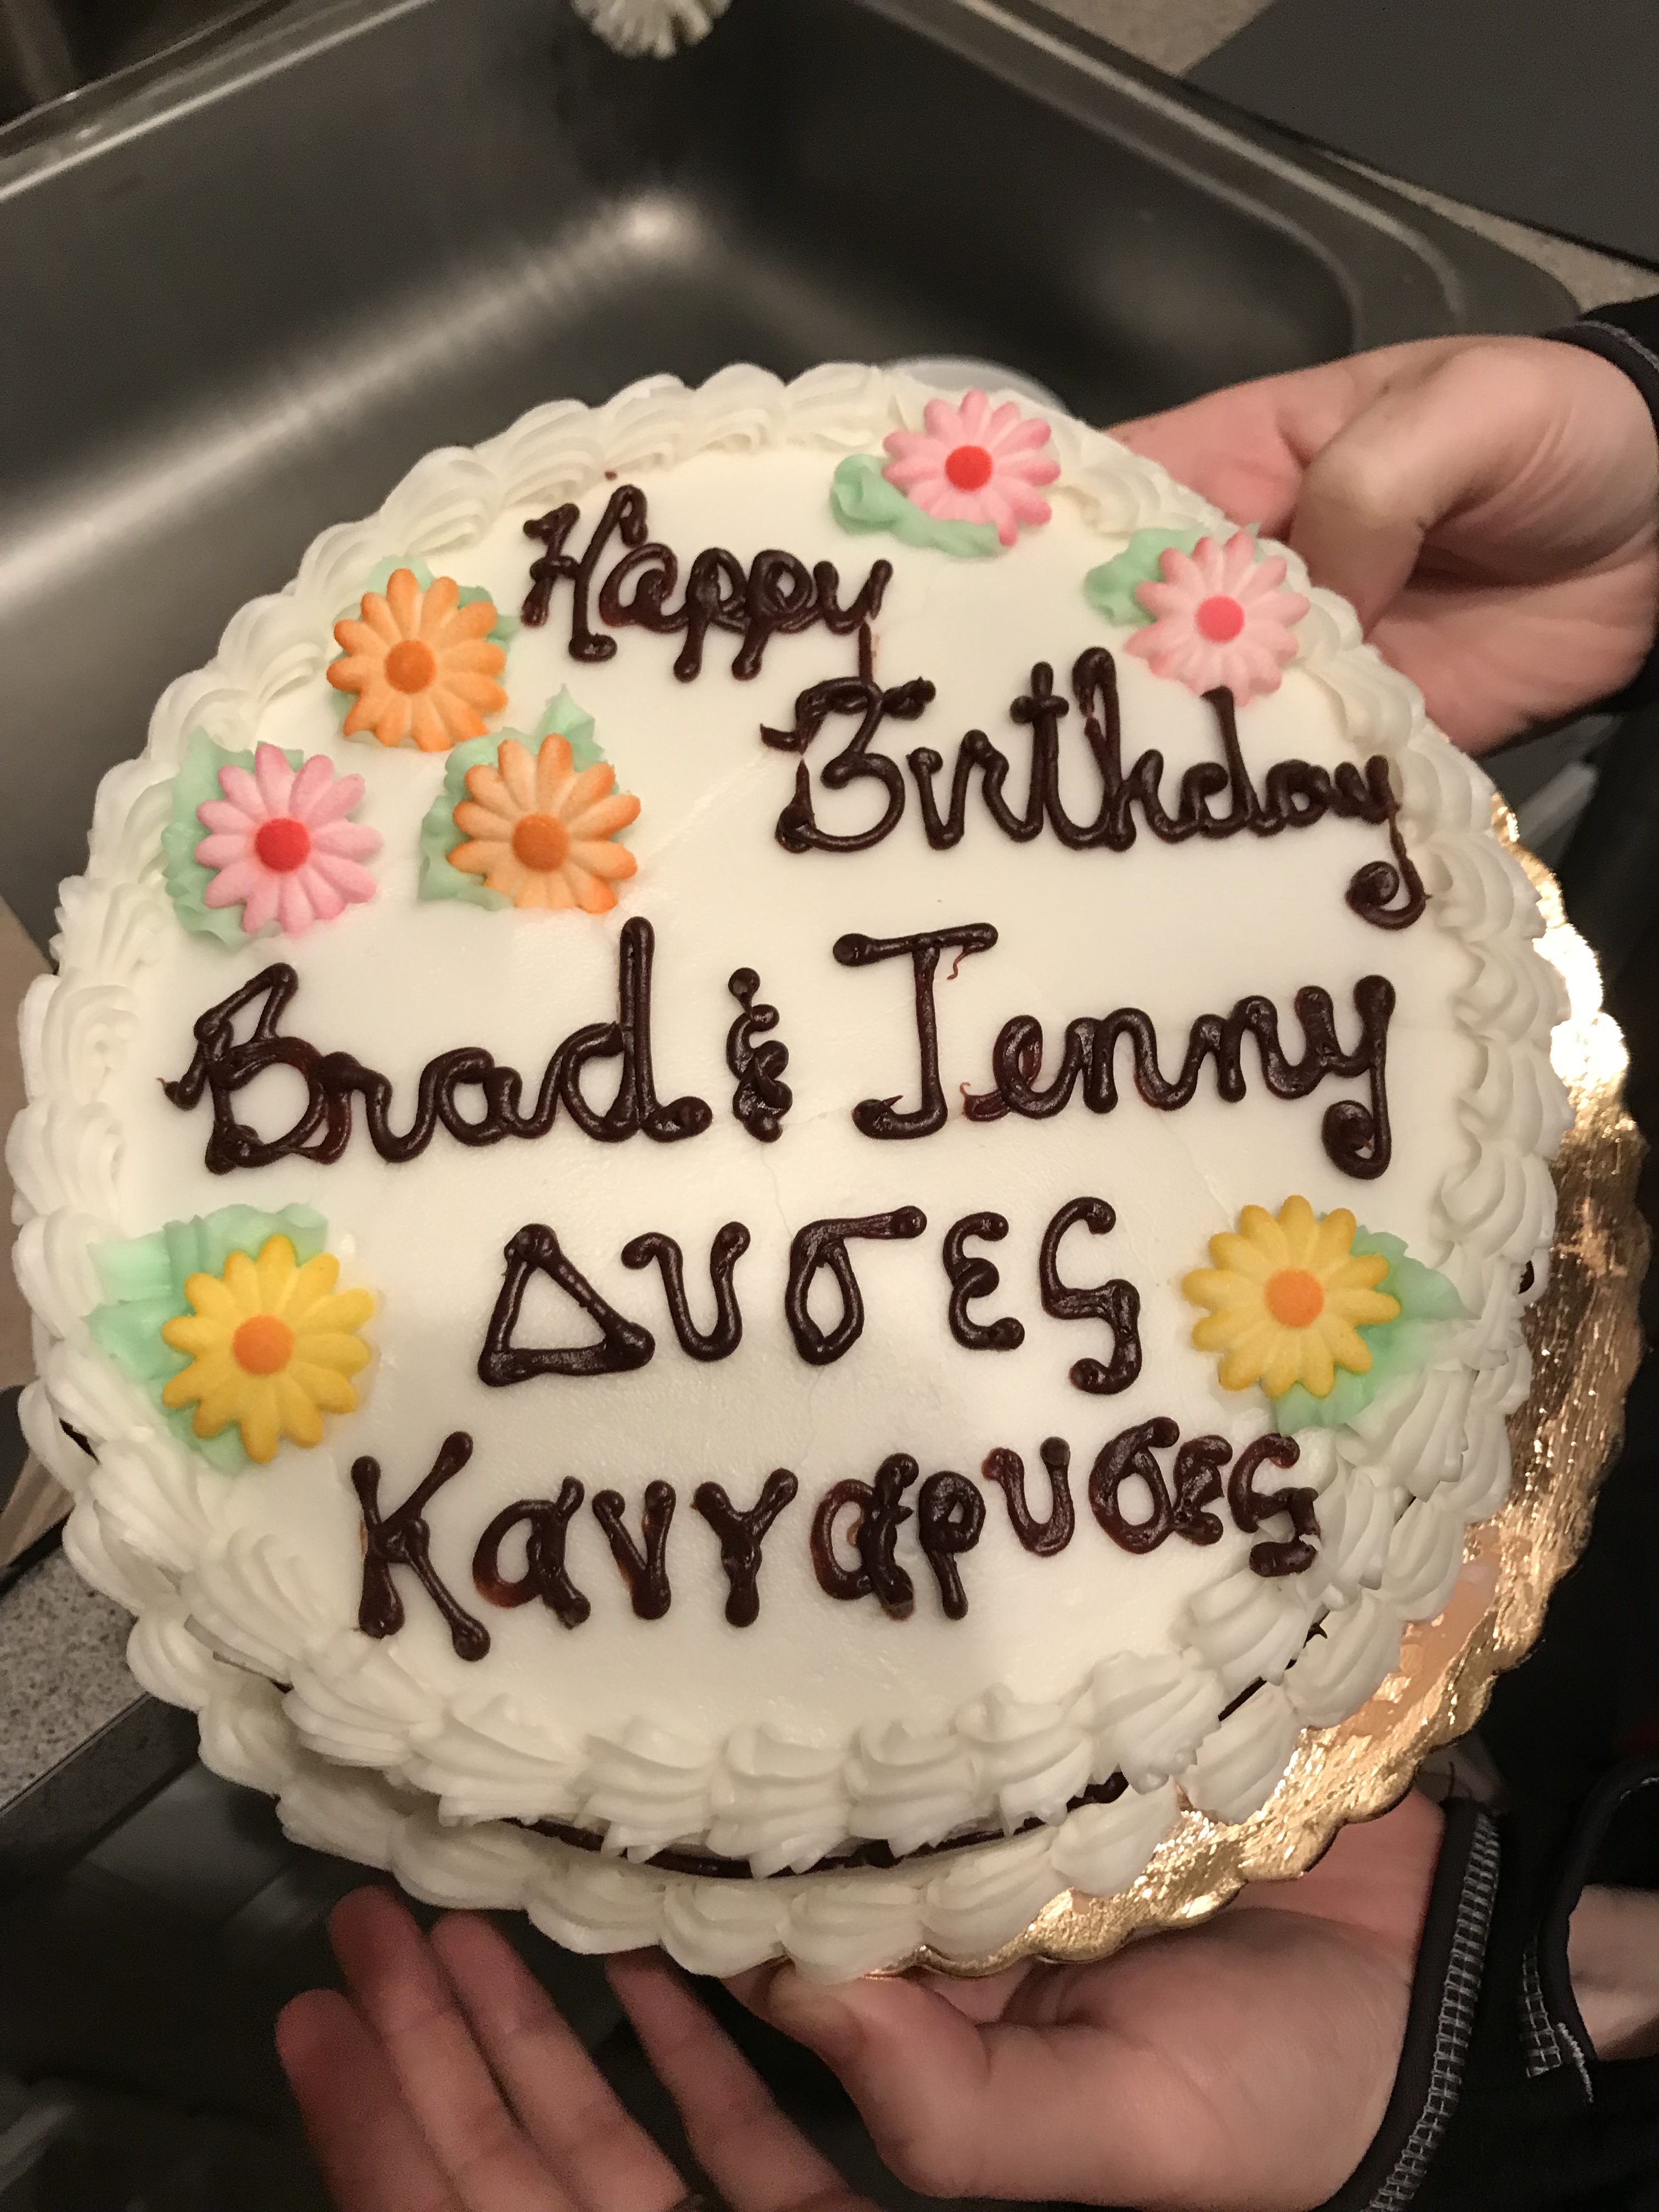 Happy
Birthday
Brad & Jenny
Δυσες
Κανγαρυσες